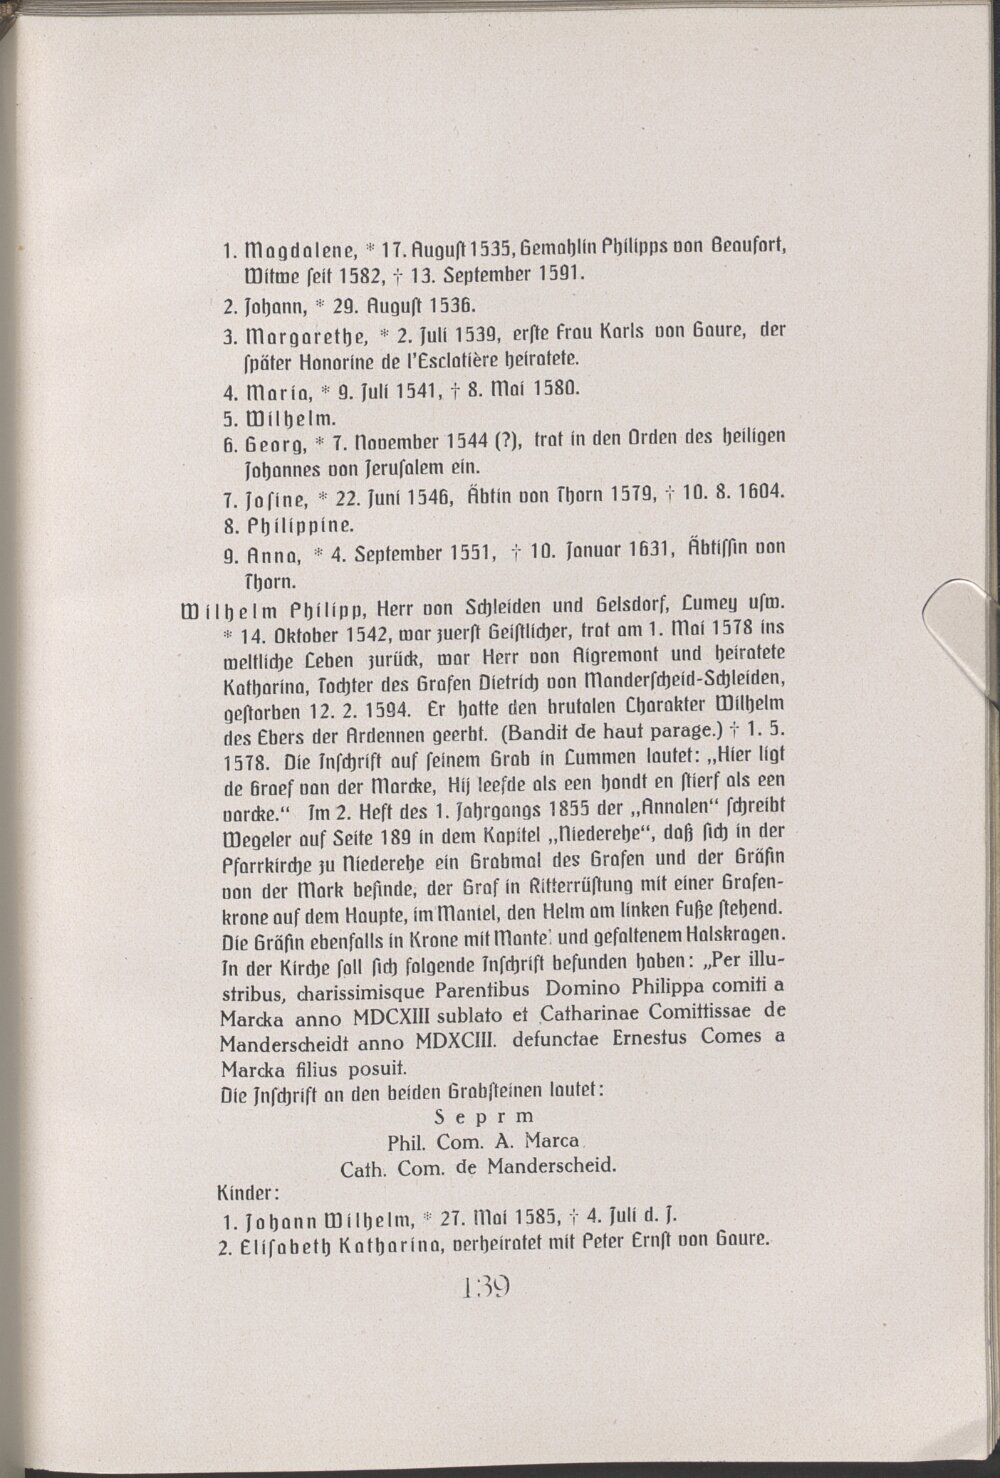 1. Magdalene, * 17. Auguſt 1535, Gemahlin Philipps von Beaufort,
Witwe ſeit 1582, † 13. September 1591.
2. Johann, * 29. Auguſt 1536.
3. Margarethe, * 2. Juli 1539, erſte Frau Karls von Gaure, der
ſpäter Honorine de l'Esclatière heiratete.
4. Maria, * 9. Juli 1541, † 8. Mai 1580.
5. Wilhelm.
6. Georg, * 7. November 1544 (?), trat in den Orden des heiligen
Johannes von Jeruſalem ein.
7. Joſine, * 22. Juni 1546, Äbtin von Thorn 1579, † 10. 8. 1604.
8. Philippine.
9. Anna, * 4. September 1551, † 10. Januar 1631, Äbtiſſin von
Thorn.
Wilhelm Philipp, Herr von Schleiden und Gelsdorf, Lumey uſw.
* 14. Oktober 1542, war zuerſt Geiſtlicher, trat am 1. Mai 1578 ins
weltliche Leben zurück, war Herr von Aigremont und heiratete
Katharina, Tochter des Grafen Dietrich von Manderſcheid-Schleiden,
geſtorben 12. 2. 1594. Er hatte den brutalen Charakter Wilhelm
des Ebers der Ardennen geerbt. (Bandit de haut parage.) † 1. 5.
1578. Die Inſchrift auf ſeinem Grab in Lummen lautet: „Hier ligt
de Graef van der Marcke, Hij leefde als een hondt en ſtierf als een
varcke.“ Im 2. Heft des 1. Jahrgangs 1855 der „Annalen“ ſchreibt
Wegeler auf Seite 189 in dem Kapitel „Niederehe“, daß ſich in der
Pfarrkirche zu Niederehe ein Grabmal des Grafen und der Gräfin
von der Mark befinde, der Graf in Ritterrüſtung mit einer Grafen-
krone auf dem Haupte, im Mantel, den Helm am linken Fuße ſtehend.
Die Gräfin ebenfalls in Krone mit Mantel und gefaltenem Halskragen.
In der Kirche ſoll ſich folgende Inſchrift befunden haben: „Per illu-
stribus, charissimisque Parentibus Domino Philippa comiti a
Marcka anno MDCXIII sublato et Catharinae Comittissae de
Manderscheidt anno MDXCIII. defunctae Ernestus Comes a
Marcka filius posuit.
Die Inſchrift an den beiden Grabſteinen lautet:
Seprm
Phil. Com. A. Marca
Cath. Com. de Manderscheid.
Kinder:
1. Johann Wilhelm, * 27. Mai 1585, † 4. Juli d. J.
2. Eliſabeth Katharina, verheiratet mit Peter Ernſt von Gaure.
139